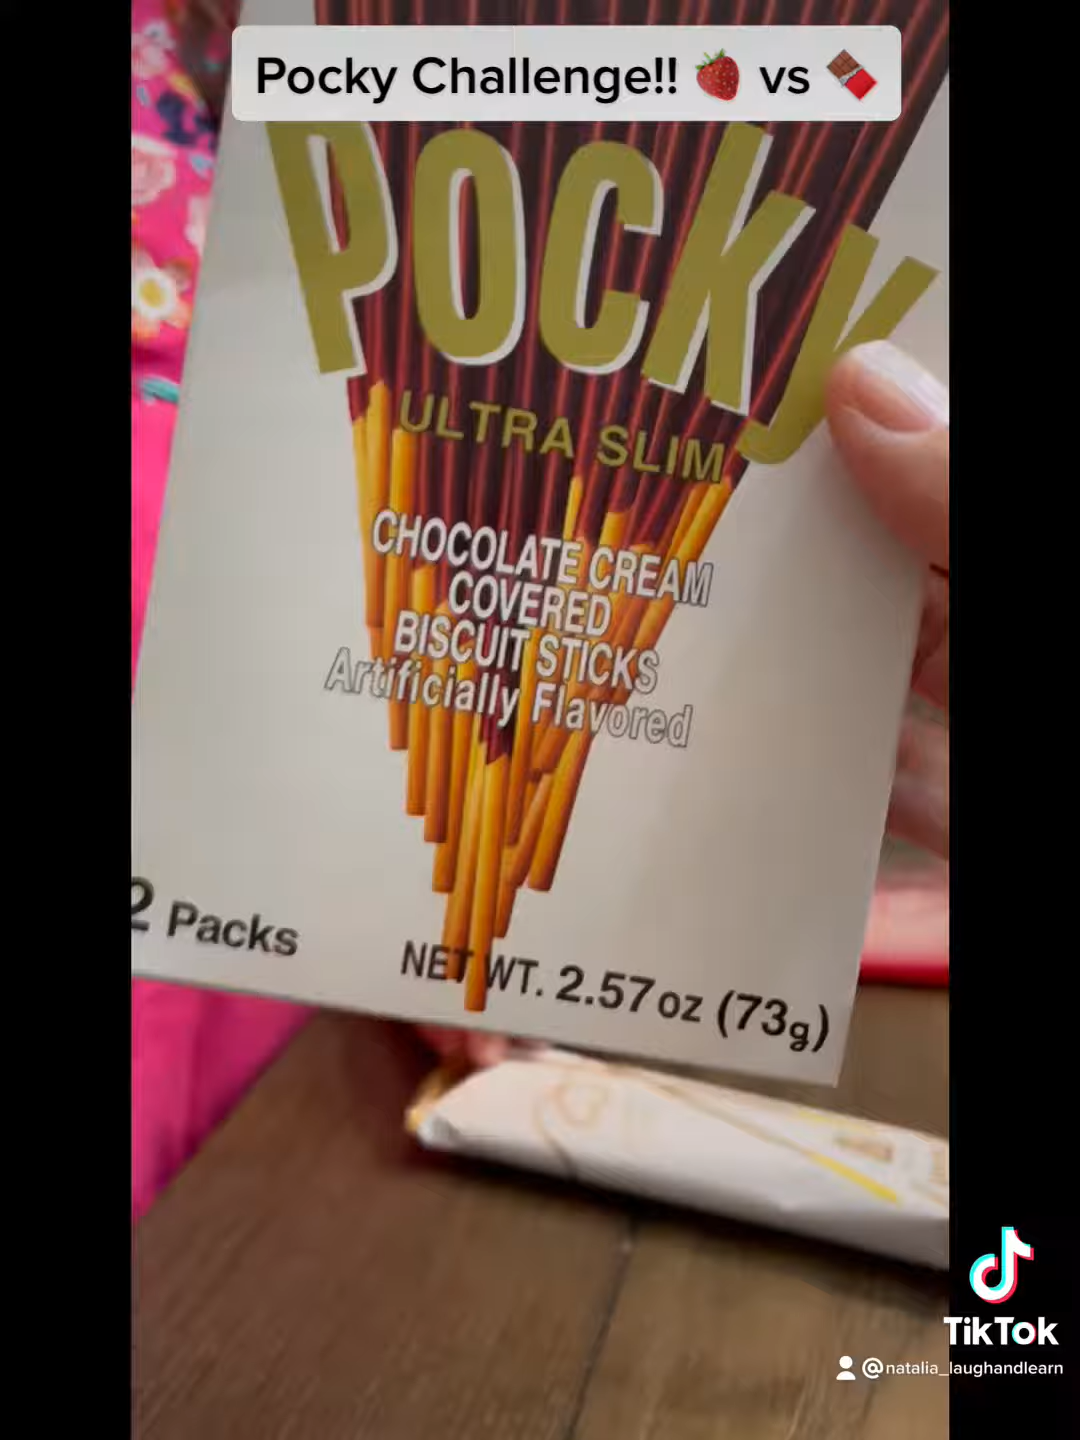 Pocky Challenge!! 🍓 vs 🍫
POCKY
ULTRA SLIM
CHOCOLATE CREAM
COVERED
BISCUIT STICKS
Artificially Flavored
2 Packs
NET WT. 2.57 oz (73g)
TikTok
@natalia_laughandlearn